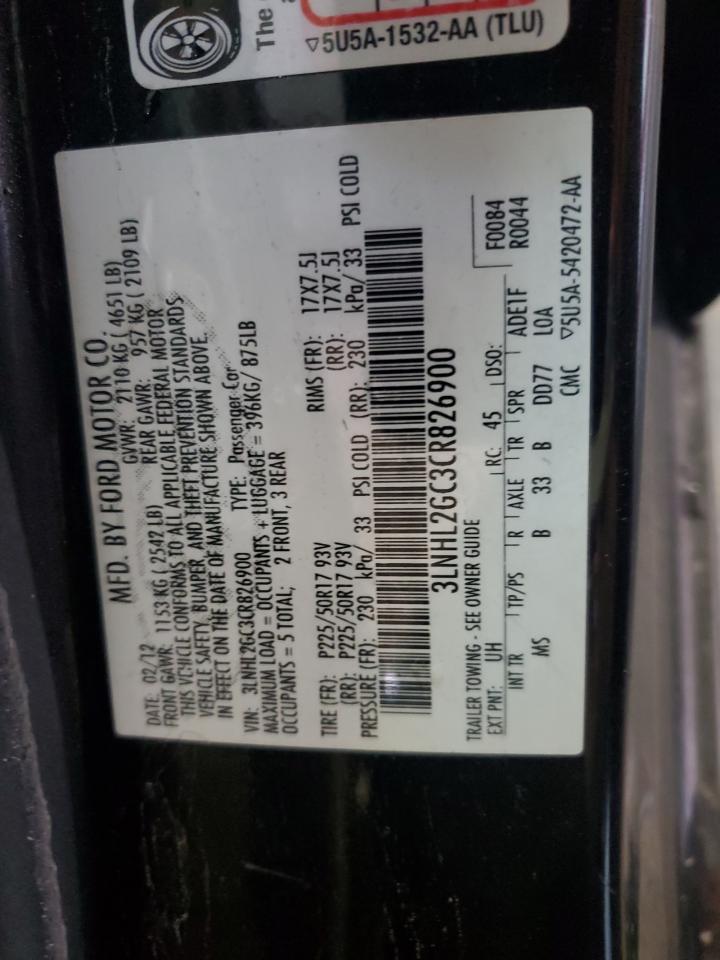 The
▽5U5A-1532-AA (TLU)
MFD. BY FORD MOTOR CO.
DATE: 02/12 GVWR: 2110 KG ( 4651 LB)
FRONT GAWR: 1153 KG ( 2542 LB) REAR GAWR: 957 KG ( 2109 LB)
THIS VEHICLE CONFORMS TO ALL APPLICABLE FEDERAL MOTOR
VEHICLE SAFETY, BUMPER, AND THEFT PREVENTION STANDARDS
IN EFFECT ON THE DATE OF MANUFACTURE SHOWN ABOVE.
VIN: 3LNHL2GC3CR826900 TYPE: Passenger Car
MAXIMUM LOAD = OCCUPANTS + LUGGAGE = 396KG/ 875LB
OCCUPANTS = 5 TOTAL; 2 FRONT, 3 REAR
TIRE (FR): P225/50R17 93V RIMS (FR): 17X7.5J
(RR): P225/50R17 93V (RR): 17X7.5J
PRESSURE (FR): 230 kPa/ 33 PSI COLD (RR): 230 kPa/ 33 PSI COLD
3LNHL2GC3CR826900
TRAILER TOWING - SEE OWNER GUIDE
EXT PNT: UH RC: 45 DSO: F0084
INT TR TP/PS R AXLE TR SPR ADE1F R0044
MS B 33 B DD77 LOA
CMC ▽5U5A-5420472-AA